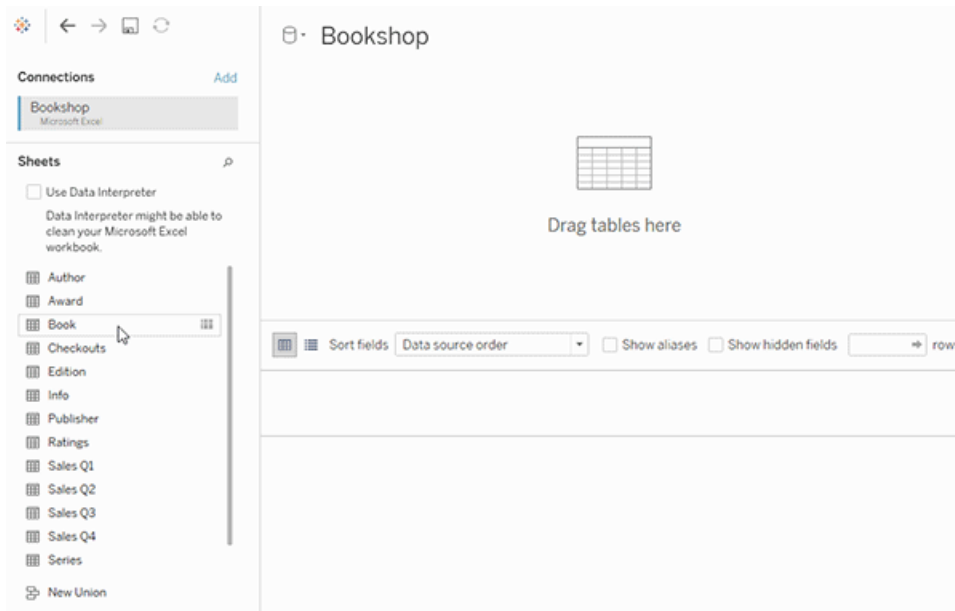 Bookshop
Connections
Add
Bookshop
Microsoft Excel
Sheets
Use Data Interpreter
Data Interpreter might be able to
clean your Microsoft Excel
workbook.
Author
Award
Book
Checkouts
Edition
Info
Publisher
Ratings
Sales Q1
Sales Q2
Sales Q3
Sales Q4
Series
New Union
Drag tables here
Sort fields
Data source order
Show aliases
Show hidden fields
row